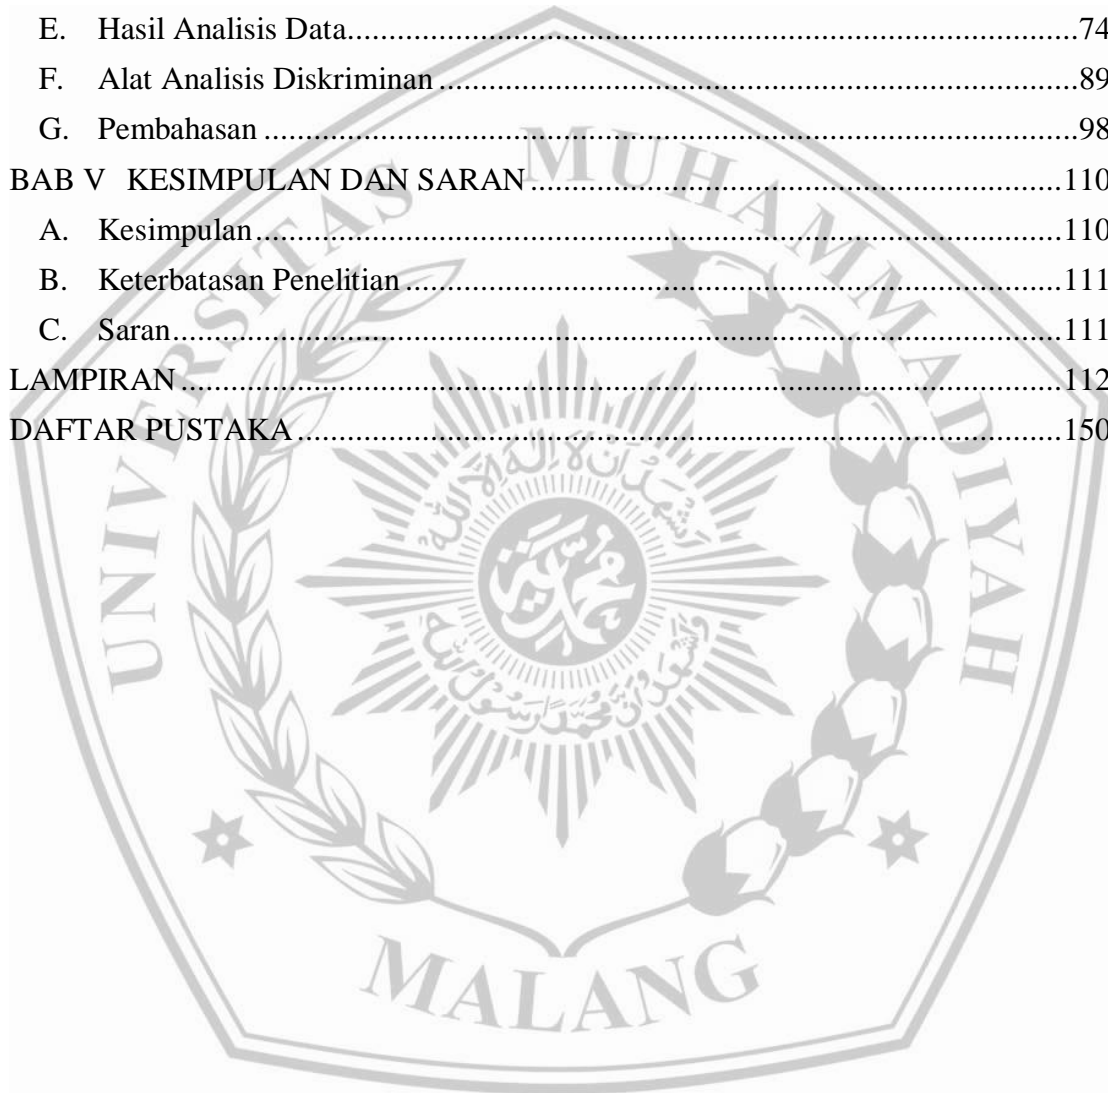 E. Hasil Analisis Data.............................................................................................74
F. Alat Analisis Diskriminan.................................................................................89
G. Pembahasan........................................................................................................98
BAB V KESIMPULAN DAN SARAN..................................................................110
A. Kesimpulan.......................................................................................................110
B. Keterbatasan Penelitian...................................................................................111
C. Saran..................................................................................................................111
LAMPIRAN.................................................................................................................112
DAFTAR PUSTAKA..................................................................................................150
UNIVERSITAS MUHAMMADIYAH
MALANG